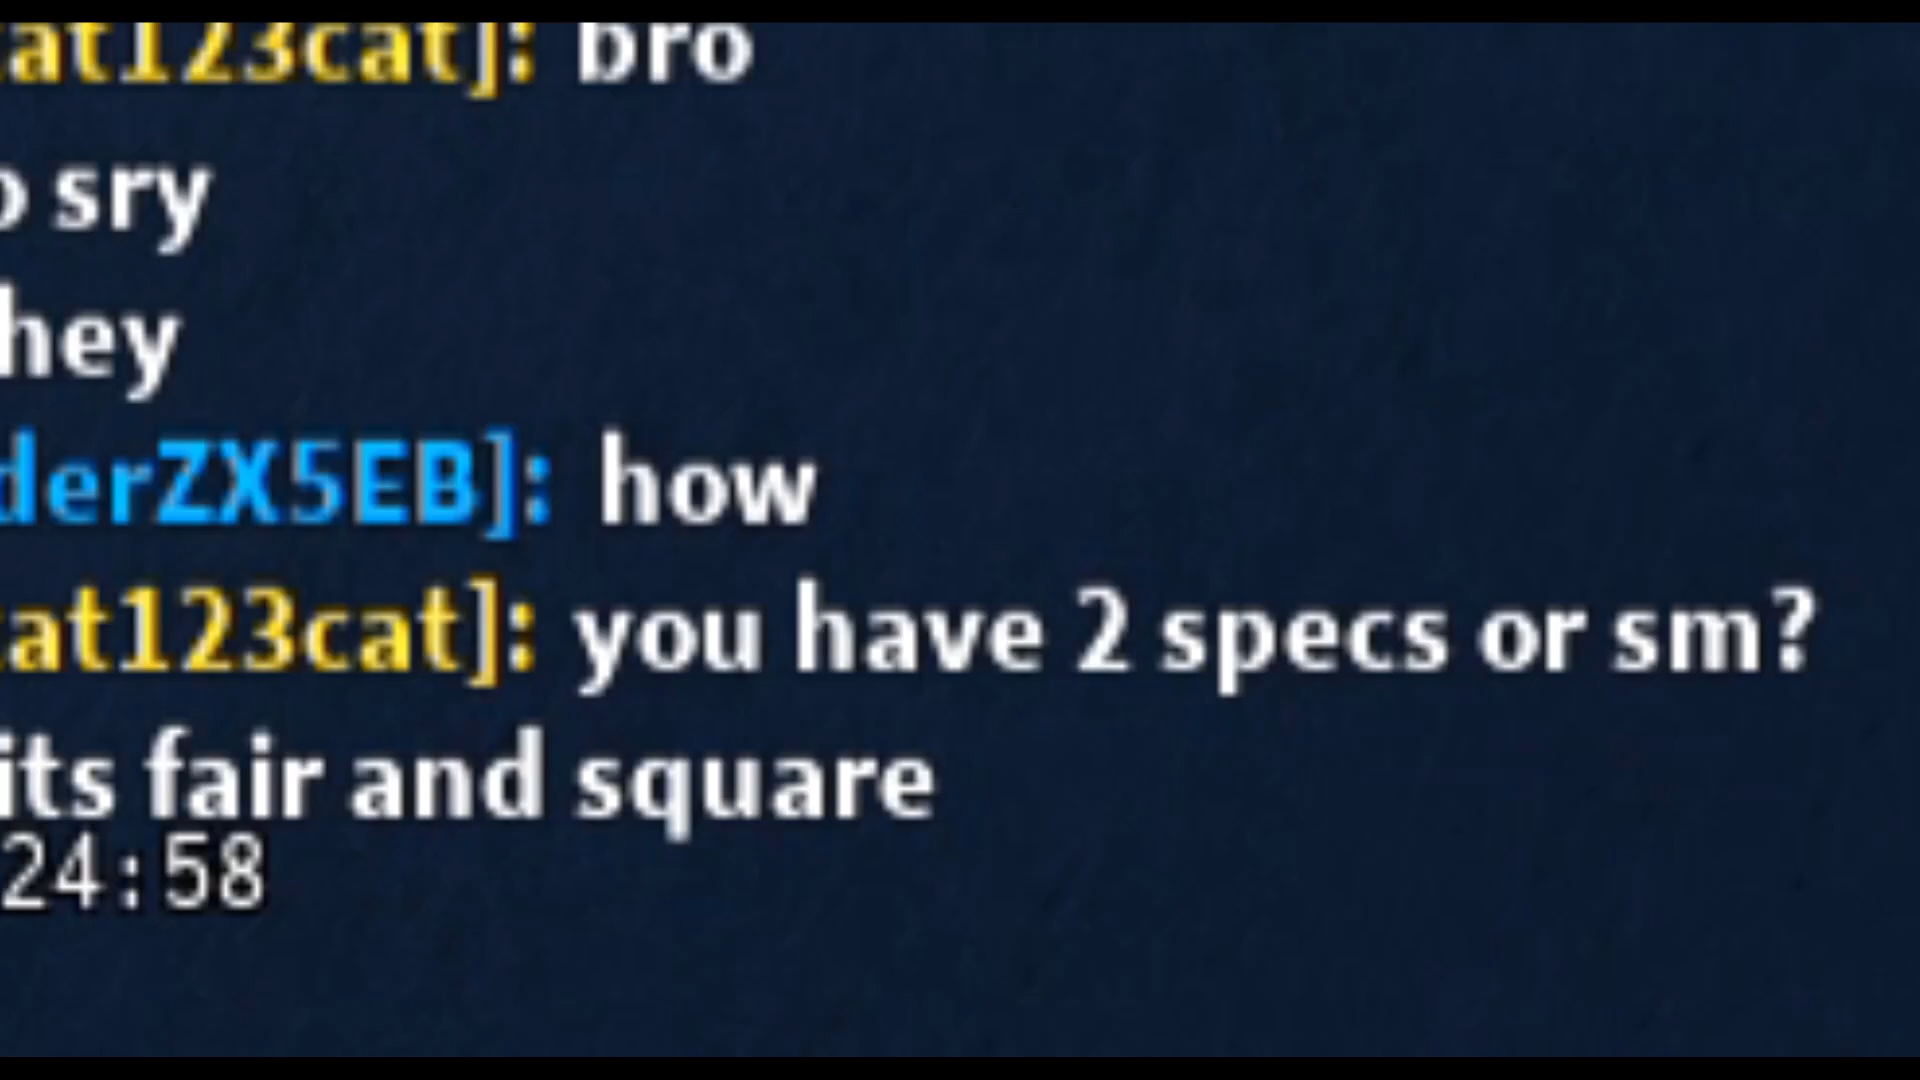 at123cat]: bro
o sry
hey
derZX5EB]: how
at123cat]: you have 2 specs or sm?
its fair and square
24:58